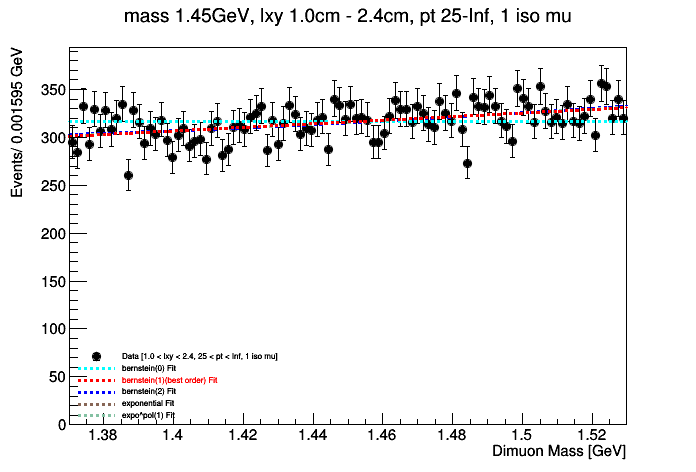 mass 1.45GeV, lxy 1.0cm - 2.4cm, pt 25-Inf, 1 iso mu
Events/ 0.001595 GeV
350
300
250
200
150
100
50
0
Data [1.0 < lxy < 2.4, 25 < pt < Inf, 1 iso mu]
bernstein(0) Fit
bernstein(1)(best order) Fit
bernstein(2) Fit
exponential Fit
expo*pol(1) Fit
1.38 1.4 1.42 1.44 1.46 1.48 1.5 1.52
Dimuon Mass [GeV]